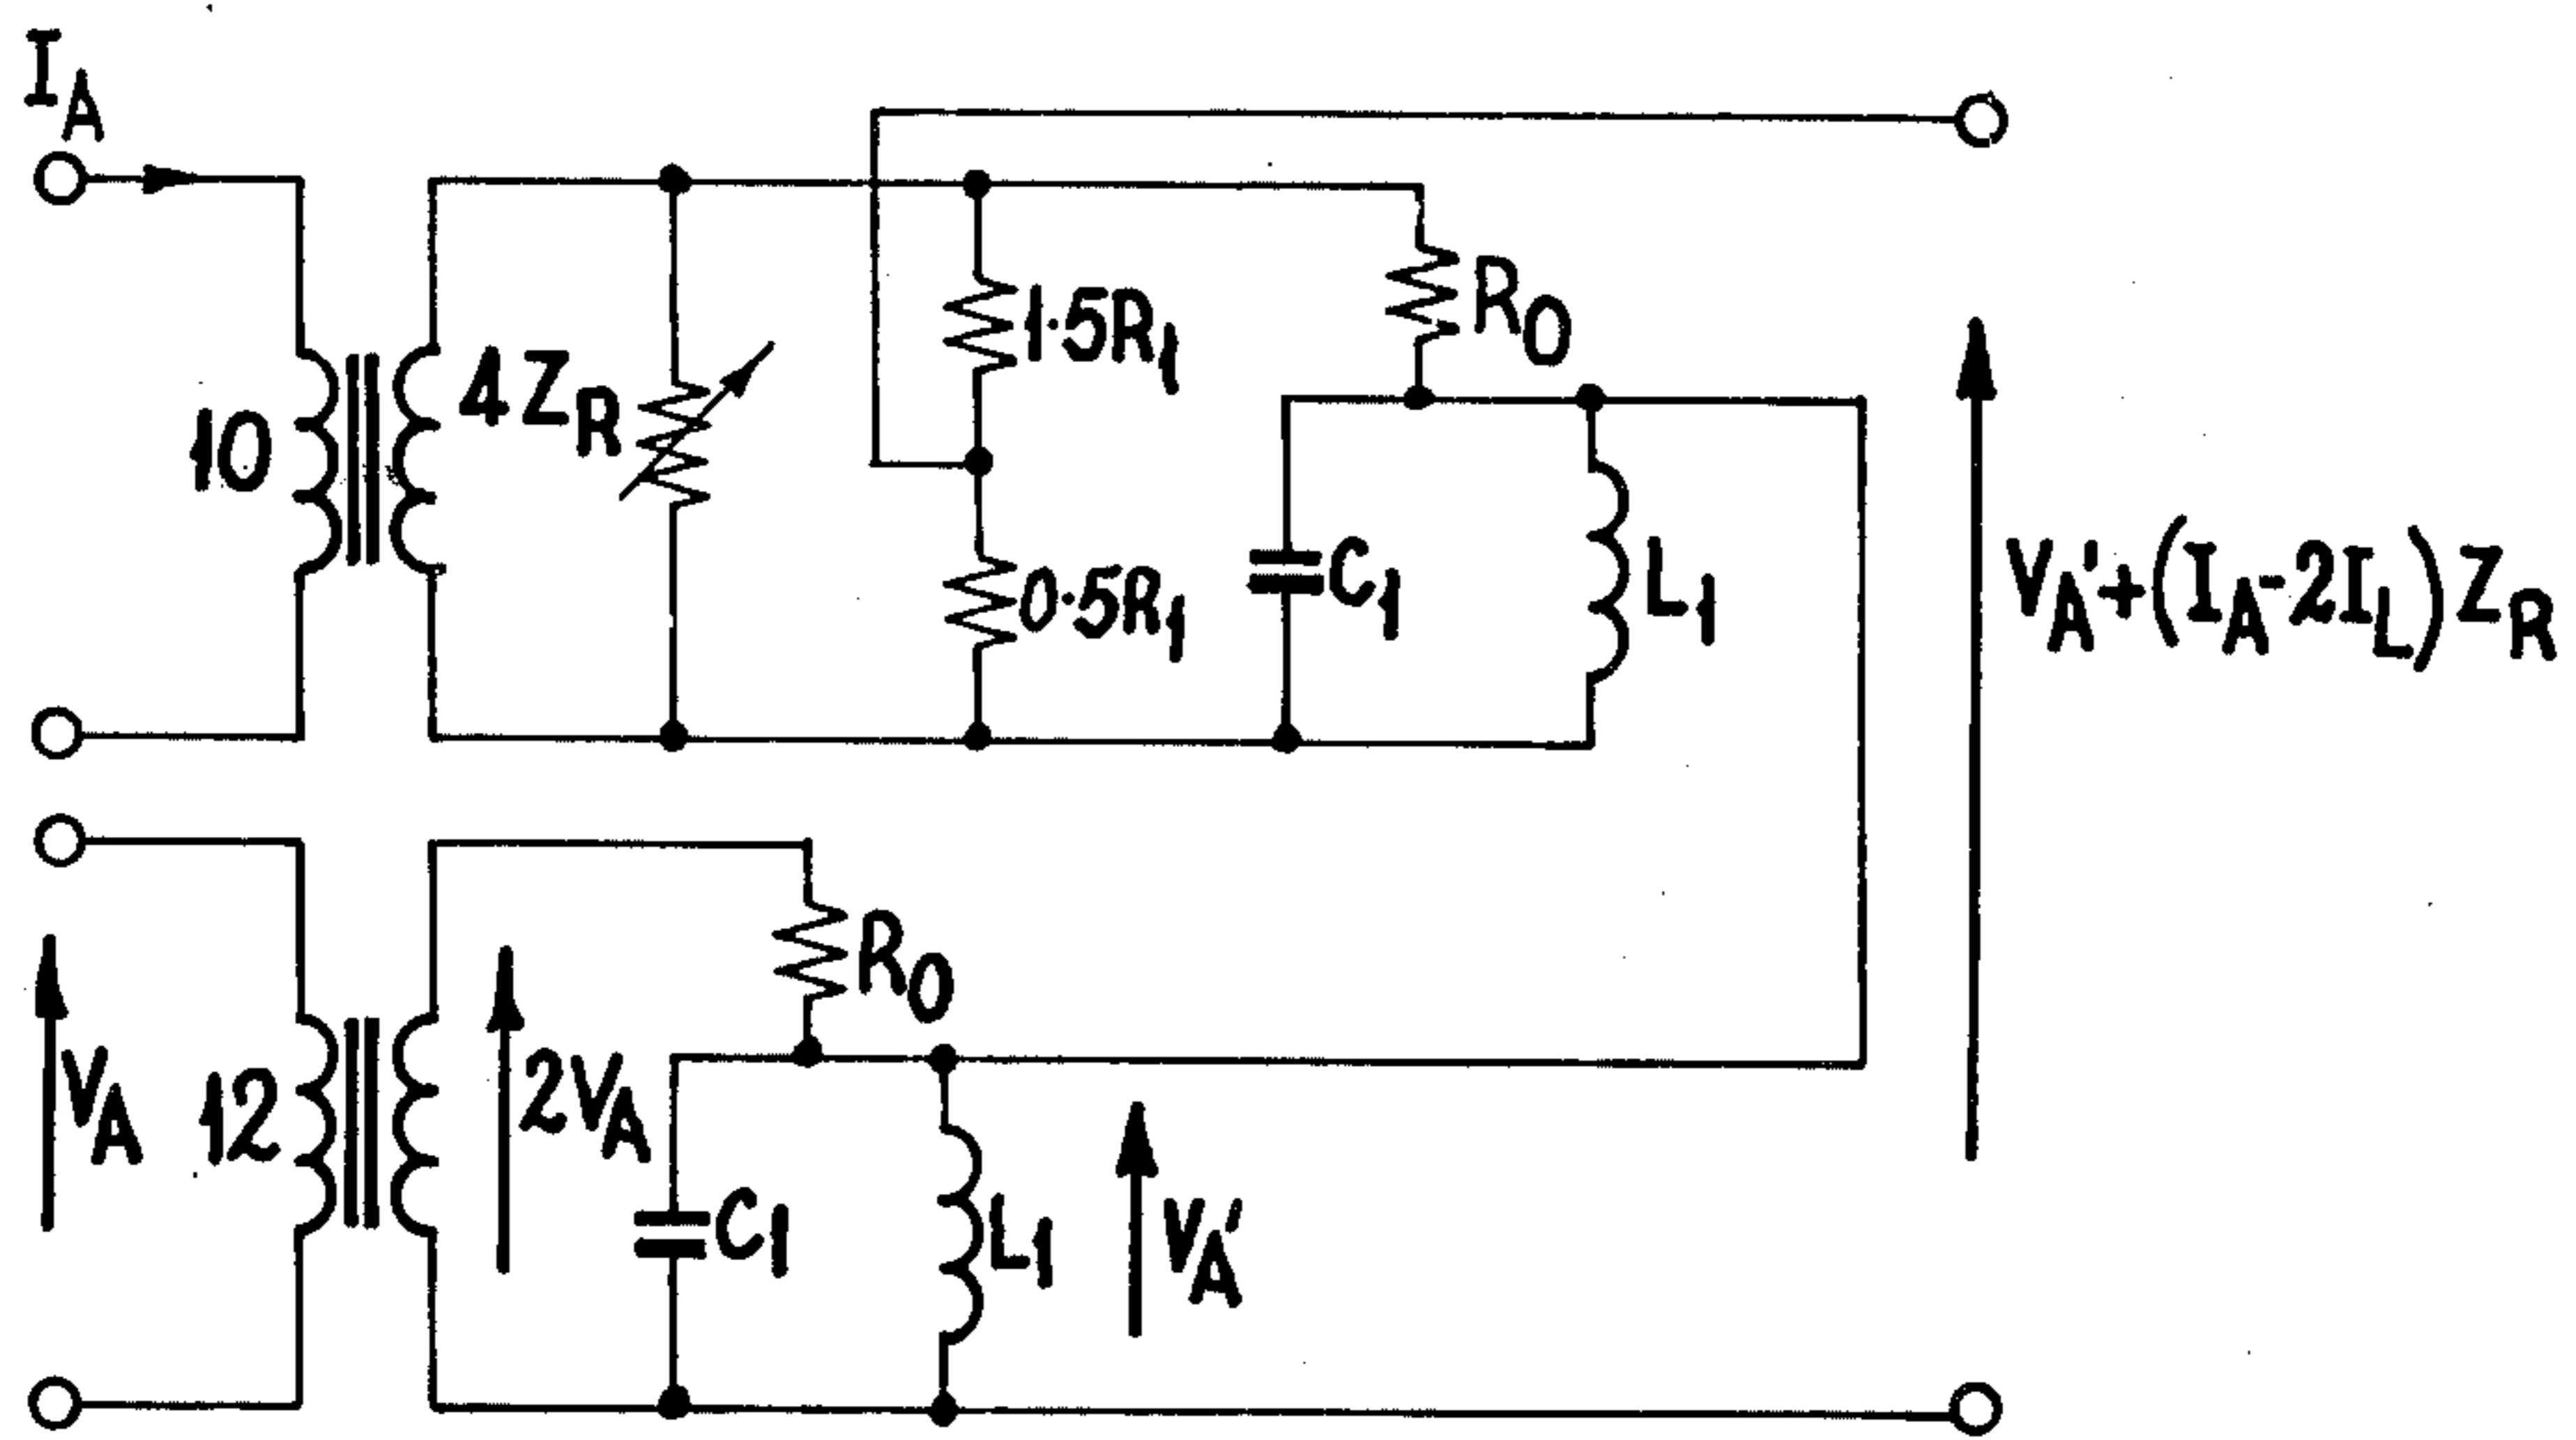 I_A
10
4Z_R
1·5R_1
0·5R_1
R_0
C_1
L_1
V_A'+(I_A-2I_L)Z_R
V_A
12
2V_A
R_0
C_1
L_1
V_A'